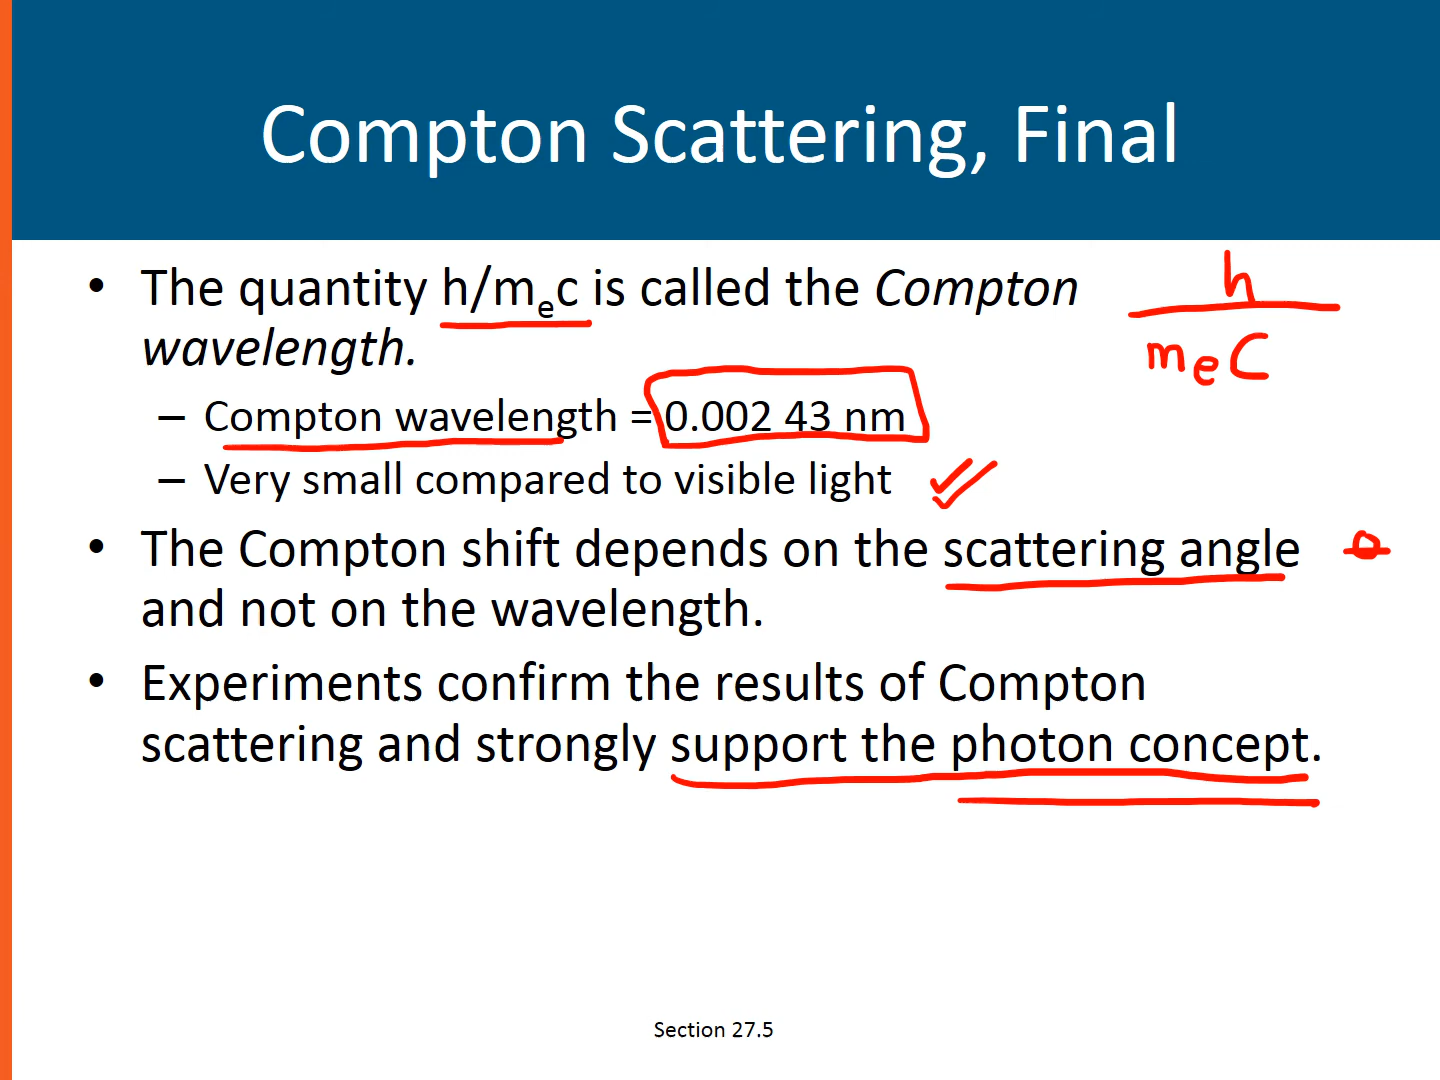 Compton Scattering, Final
• The quantity h/mₑc is called the Compton
wavelength.
h
mₑC
– Compton wavelength = 0.002 43 nm
– Very small compared to visible light
• The Compton shift depends on the scattering angle
and not on the wavelength.
• Experiments confirm the results of Compton
scattering and strongly support the photon concept.
Section 27.5